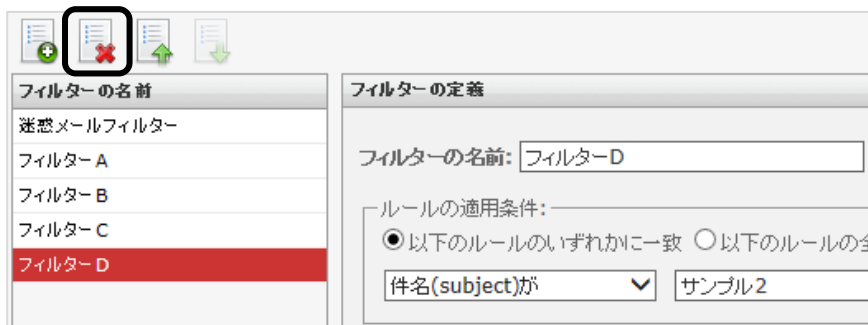 フィルターの名前
迷惑メールフィルター
フィルターA
フィルターB
フィルターC
フィルターD
フィルターの定義
フィルターの名前: フィルターD
ルールの適用条件:
以下のルールのいずれかに一致 以下のルールの全
件名(subject)が サンプル2